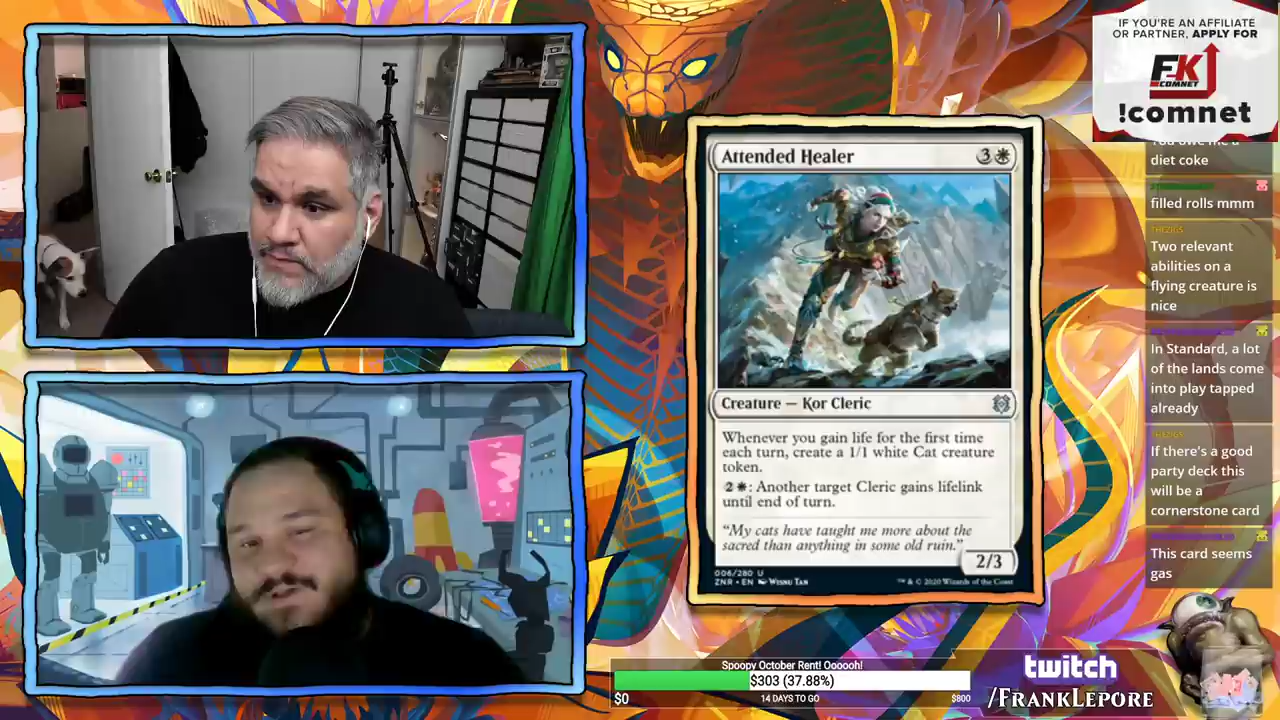 IF YOU'RE AN AFFILIATE
OR PARTNER, APPLY FOR
FK
COMNET
!comnet
diet coke
filled rolls mmm
THEZIGS
Two relevant
abilities on a
flying creature is
nice
In Standard, a lot
of the lands come
into play tapped
already
THEZIGS
If there's a good
party deck this
will be a
cornerstone card
This card seems
gas
Attended Healer
3
Creature — Kor Cleric
Whenever you gain life for the first time
each turn, create a 1/1 white Cat creature
token.
2 : Another target Cleric gains lifelink
until end of turn.
"My cats have taught me more about the
sacred than anything in some old ruin."
2/3
006/280 U
ZNR • EN Wisnu Tan
™ & © 2020 Wizards of the Coast
Spoopy October Rent! Oooooh!
$303 (37.88%)
$0
14 DAYS TO GO
$800
twitch
/FrankLepore